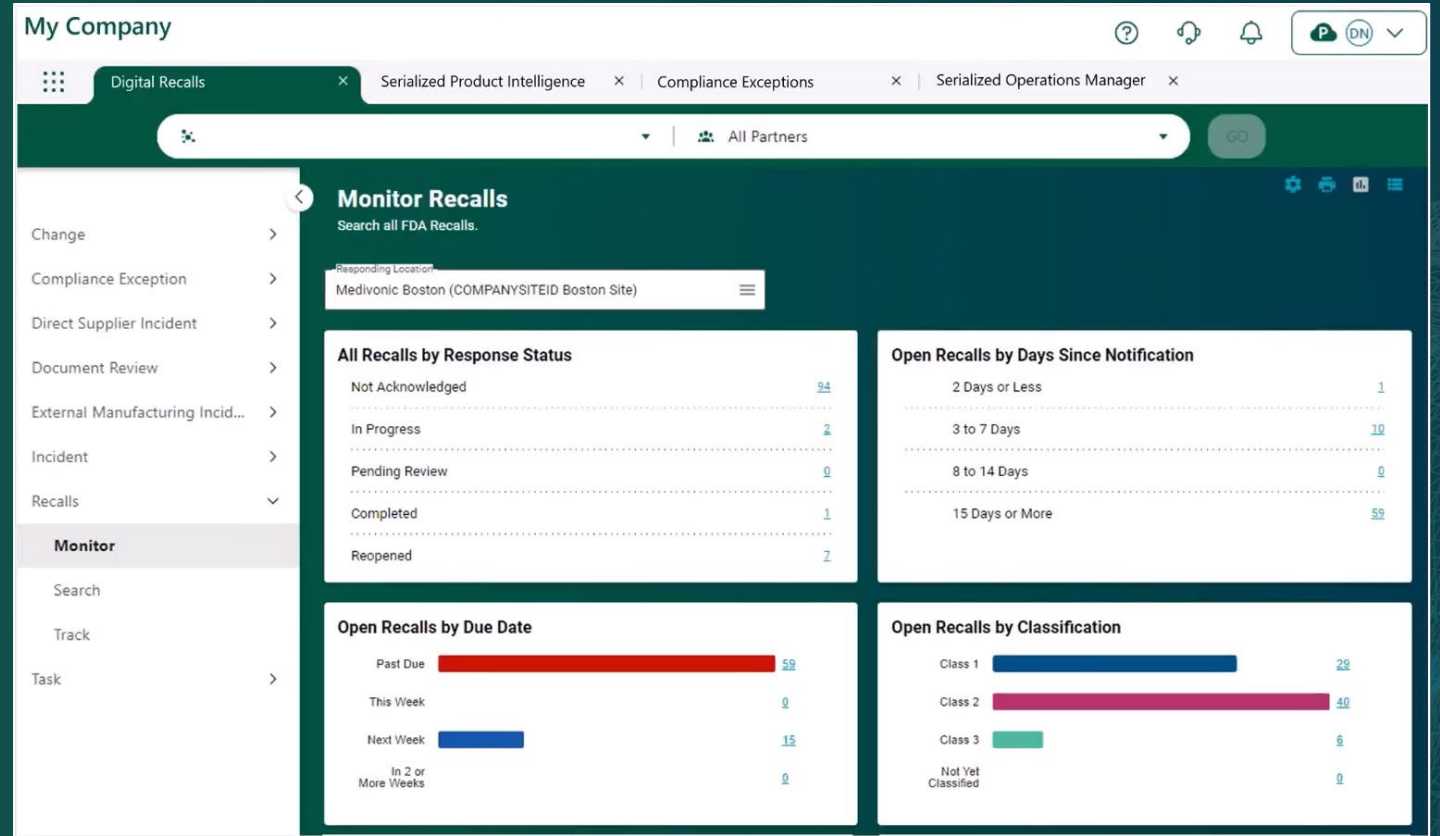 My Company
P DN
Digital Recalls
Serialized Product Intelligence
Compliance Exceptions
Serialized Operations Manager
All Partners
GO
Change
Compliance Exception
Direct Supplier Incident
Document Review
External Manufacturing Incid...
Incident
Recalls
Monitor
Search
Track
Task
Monitor Recalls
Search all FDA Recalls.
Responding Location
Medivonic Boston (COMPANYSITEID Boston Site)
All Recalls by Response Status
Not Acknowledged 94
In Progress 2
Pending Review 0
Completed 1
Reopened 7
Open Recalls by Days Since Notification
2 Days or Less 1
3 to 7 Days 10
8 to 14 Days 0
15 Days or More 59
Open Recalls by Due Date
Past Due 59
This Week 0
Next Week 15
In 2 or
More Weeks 0
Open Recalls by Classification
Class 1 29
Class 2 40
Class 3 6
Not Yet
Classified 0